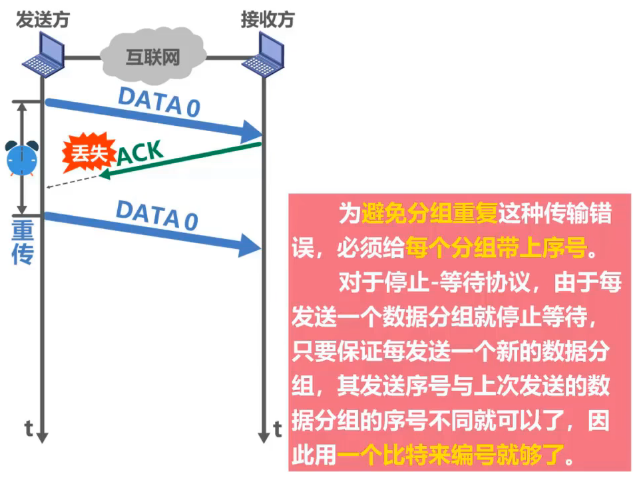 发送方
接收方
互联网
DATA 0
丢失
ACK
DATA 0
重传
t
t
为避免分组重复这种传输错
误，必须给每个分组带上序号。
对于停止-等待协议，由于每
发送一个数据分组就停止等待，
只要保证每发送一个新的数据分
组，其发送序号与上次发送的数
据分组的序号不同就可以了，因
此用一个比特来编号就够了。